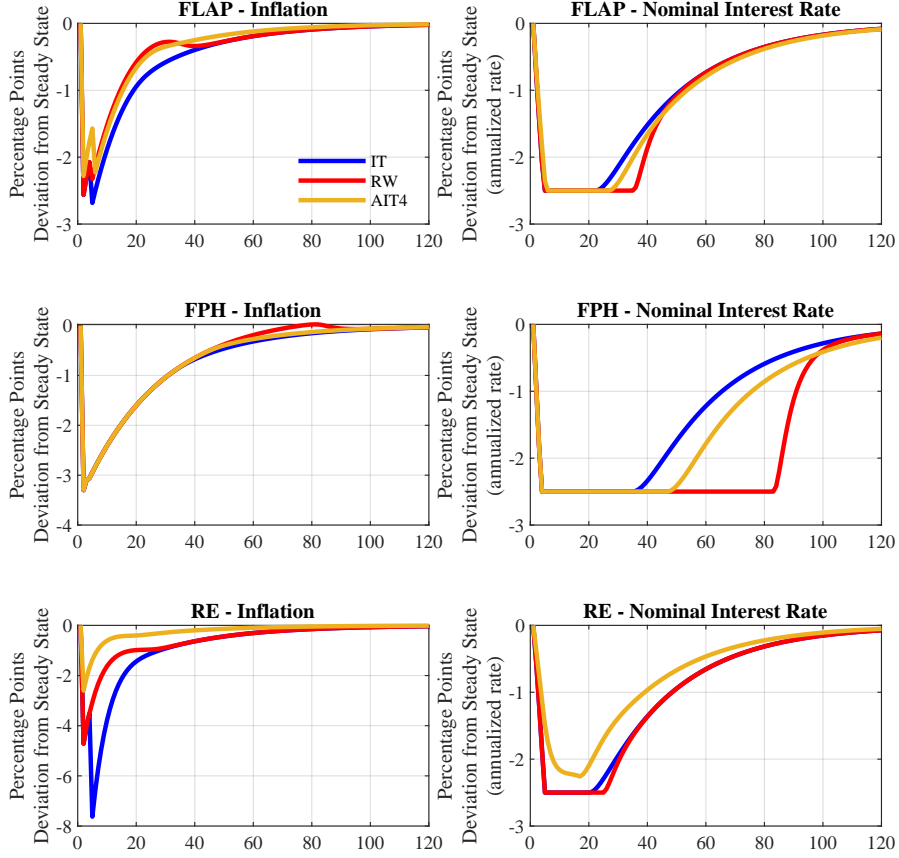 FLAP - Inflation
Percentage Points
Deviation from Steady State
0
-1
-2
-3
0 20 40 60 80 100 120
IT
RW
AIT4
FLAP - Nominal Interest Rate
Percentage Points
Deviation from Steady State
(annualized rate)
0
-1
-2
-3
0 20 40 60 80 100 120
FPH - Inflation
Percentage Points
Deviation from Steady State
0
-1
-2
-3
-4
0 20 40 60 80 100 120
FPH - Nominal Interest Rate
Percentage Points
Deviation from Steady State
(annualized rate)
0
-1
-2
-3
0 20 40 60 80 100 120
RE - Inflation
Percentage Points
Deviation from Steady State
0
-2
-4
-6
-8
0 20 40 60 80 100 120
RE - Nominal Interest Rate
Percentage Points
Deviation from Steady State
(annualized rate)
0
-1
-2
-3
0 20 40 60 80 100 120